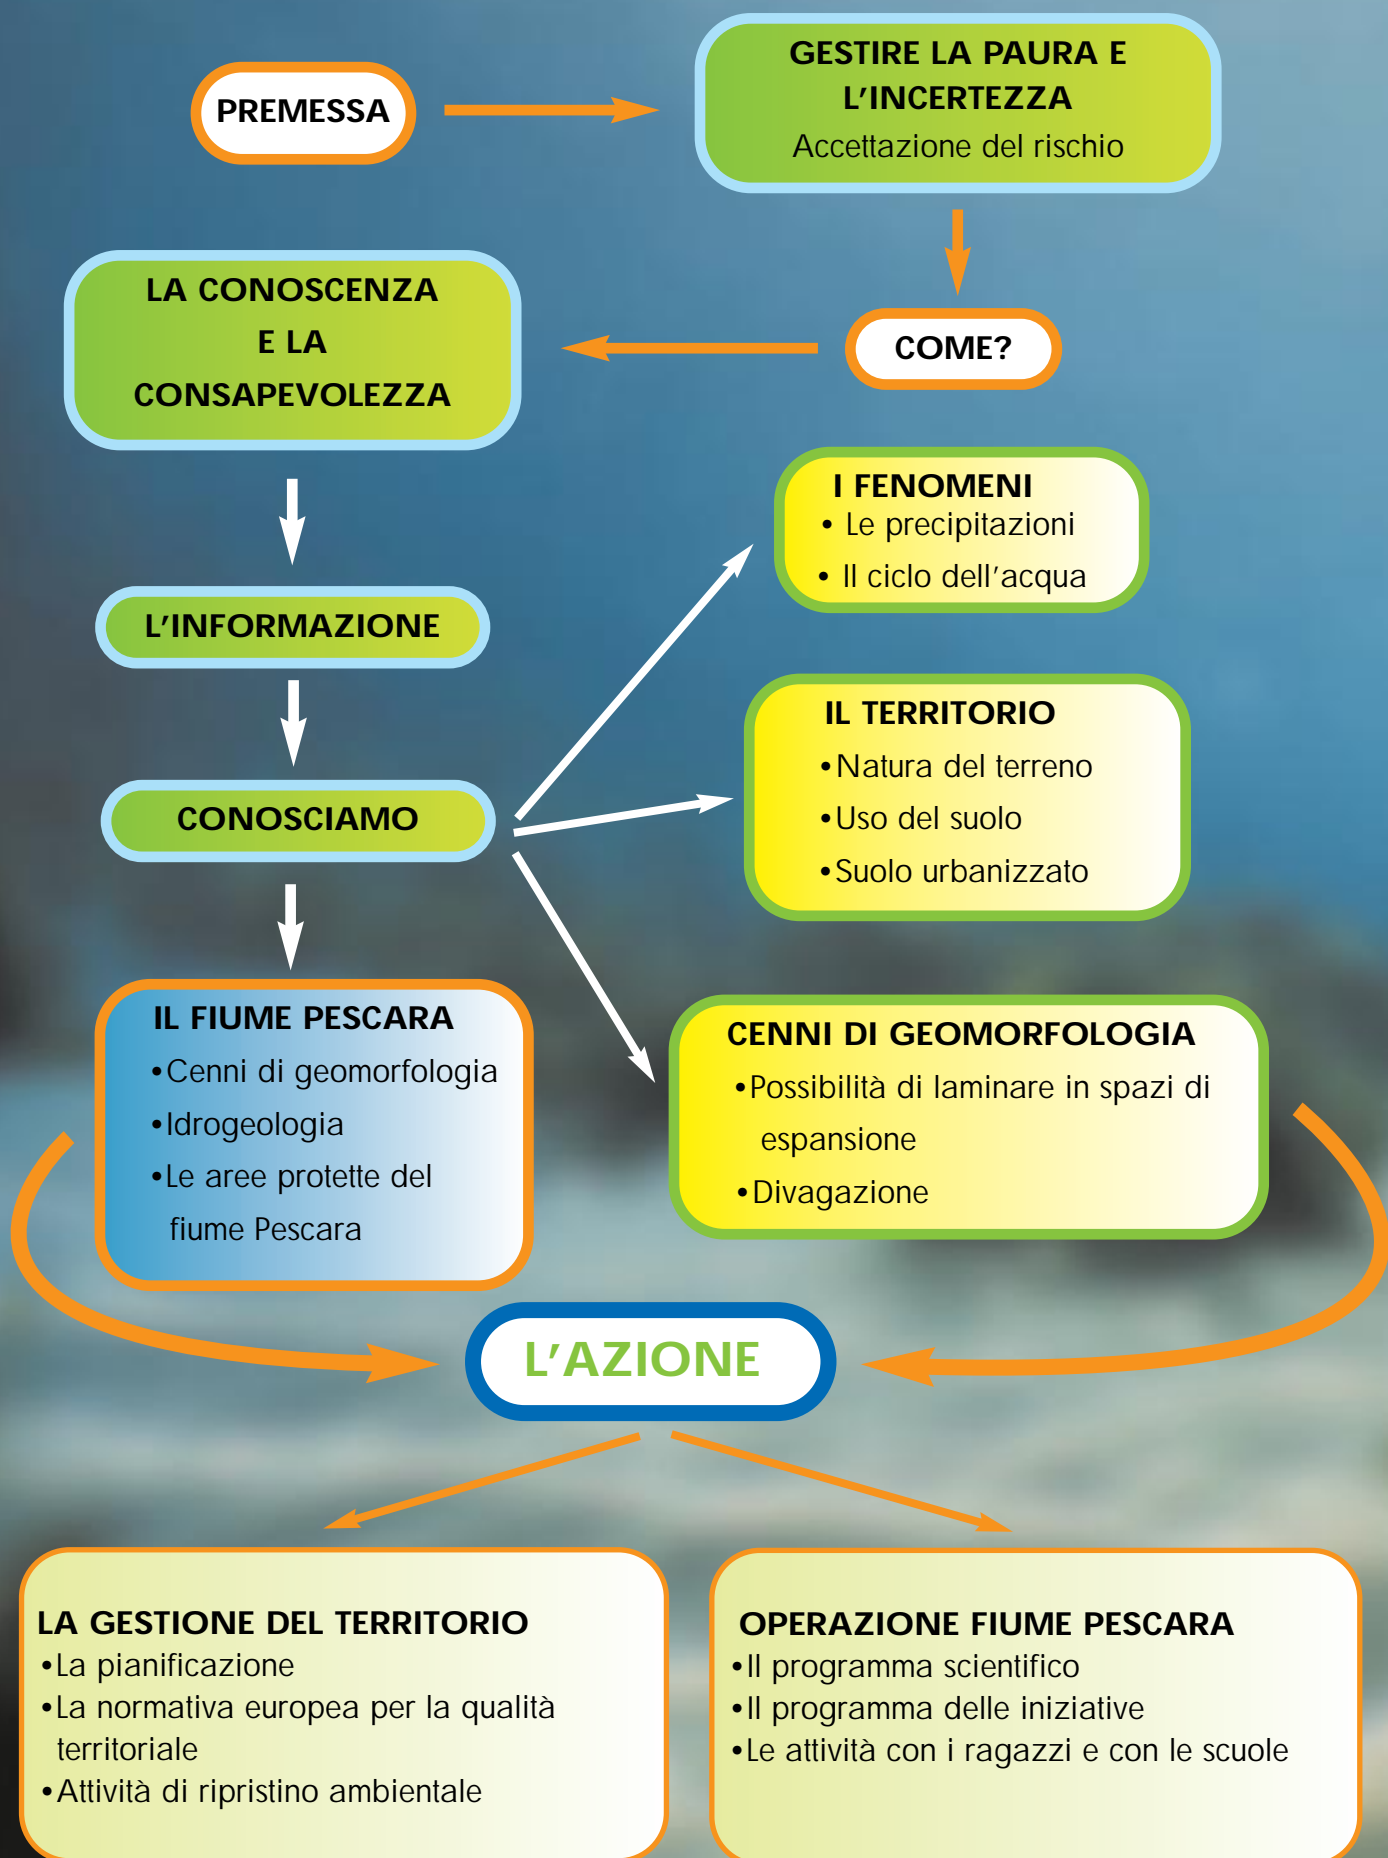 PREMESSA
GESTIRE LA PAURA E
L'INCERTEZZA
Accettazione del rischio
COME?
LA CONOSCENZA
E LA
CONSAPEVOLEZZA
L'INFORMAZIONE
CONOSCIAMO
I FENOMENI
• Le precipitazioni
• Il ciclo dell'acqua
IL TERRITORIO
•Natura del terreno
•Uso del suolo
•Suolo urbanizzato
CENNI DI GEOMORFOLOGIA
•Possibilità di laminare in spazi di
espansione
•Divagazione
IL FIUME PESCARA
•Cenni di geomorfologia
•Idrogeologia
•Le aree protette del
fiume Pescara
L'AZIONE
LA GESTIONE DEL TERRITORIO
•La pianificazione
•La normativa europea per la qualità
territoriale
•Attività di ripristino ambientale
OPERAZIONE FIUME PESCARA
•Il programma scientifico
•Il programma delle iniziative
•Le attività con i ragazzi e con le scuole